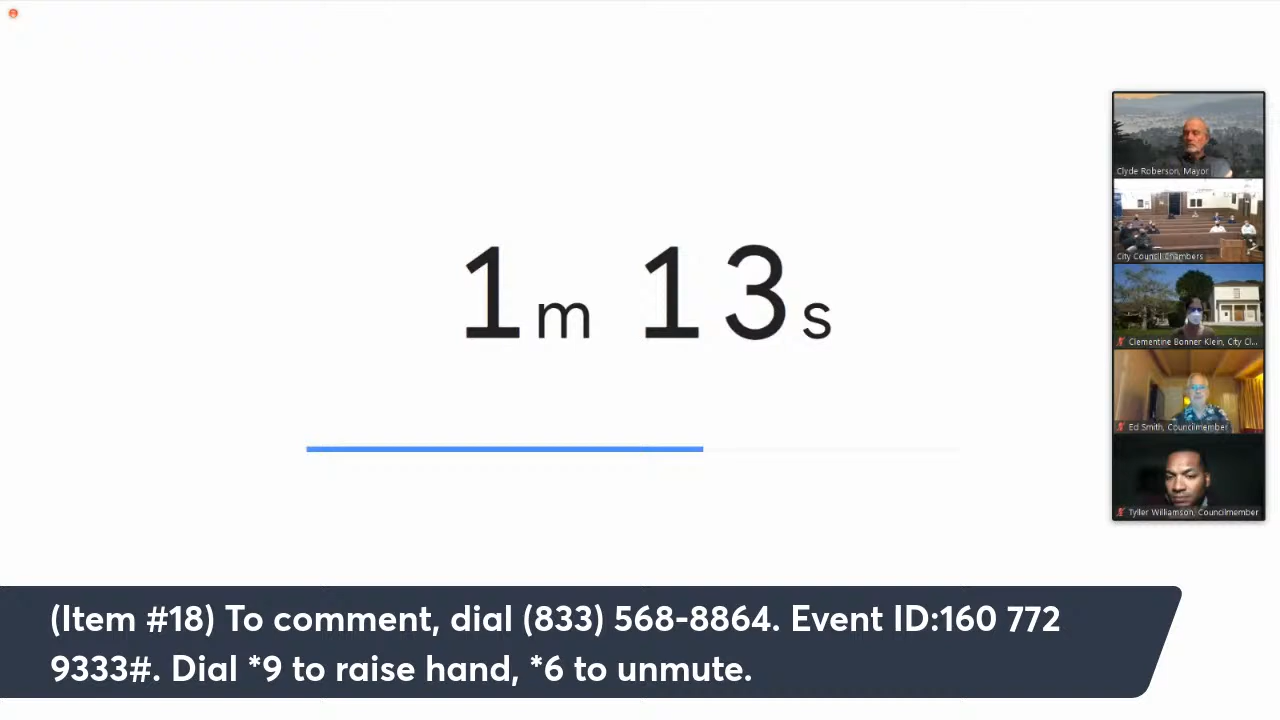 1m 13s
Clyde Roberson, Mayor
City Council Chambers
Clementine Bonner Klein, City Cl...
Ed Smith, Councilmember
Tyller Williamson, Councilmember
(Item #18) To comment, dial (833) 568-8864. Event ID:160 772
9333#. Dial *9 to raise hand, *6 to unmute.